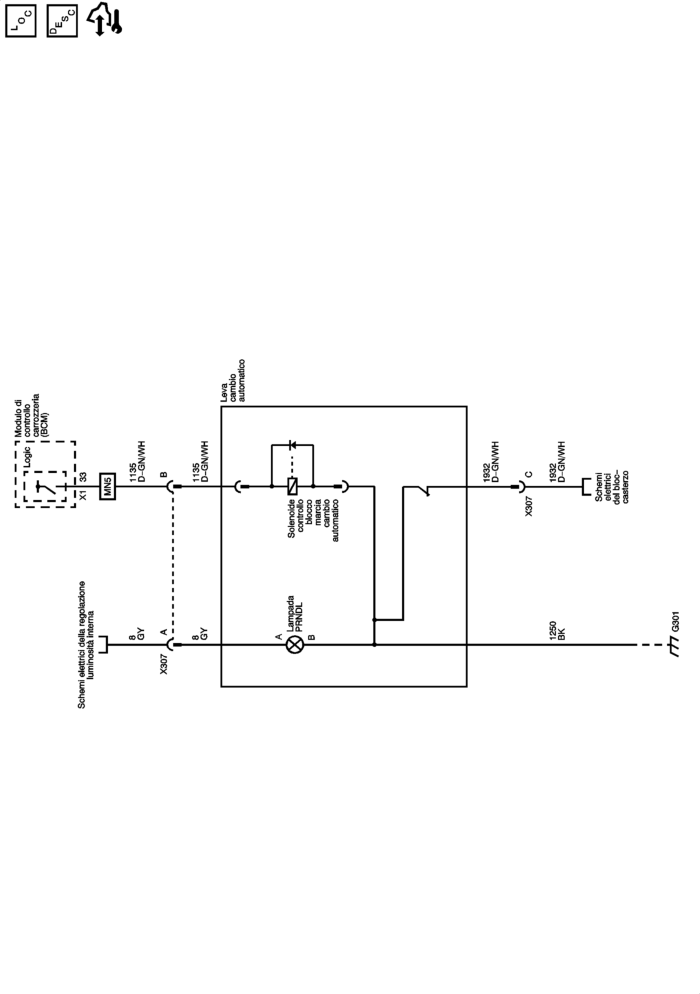 LOC
DESC
Modulo di
controllo
carrozzeria
(BCM)
Logic
33
X1
MN5
1135
D-GN/WH
B
1135
D-GN/WH
Schemi elettrici della regolazione
luminosità interna
8
GY
A
X307
8
GY
Leva
cambio
automatico
Solenoide
controllo
blocco
marcia
cambio
automatico
A
Lampada
PRNDL
B
1932
D-GN/WH
C
X307
1932
D-GN/WH
Schemi
elettrici
del bloc-
casterzo
1250
BK
G301